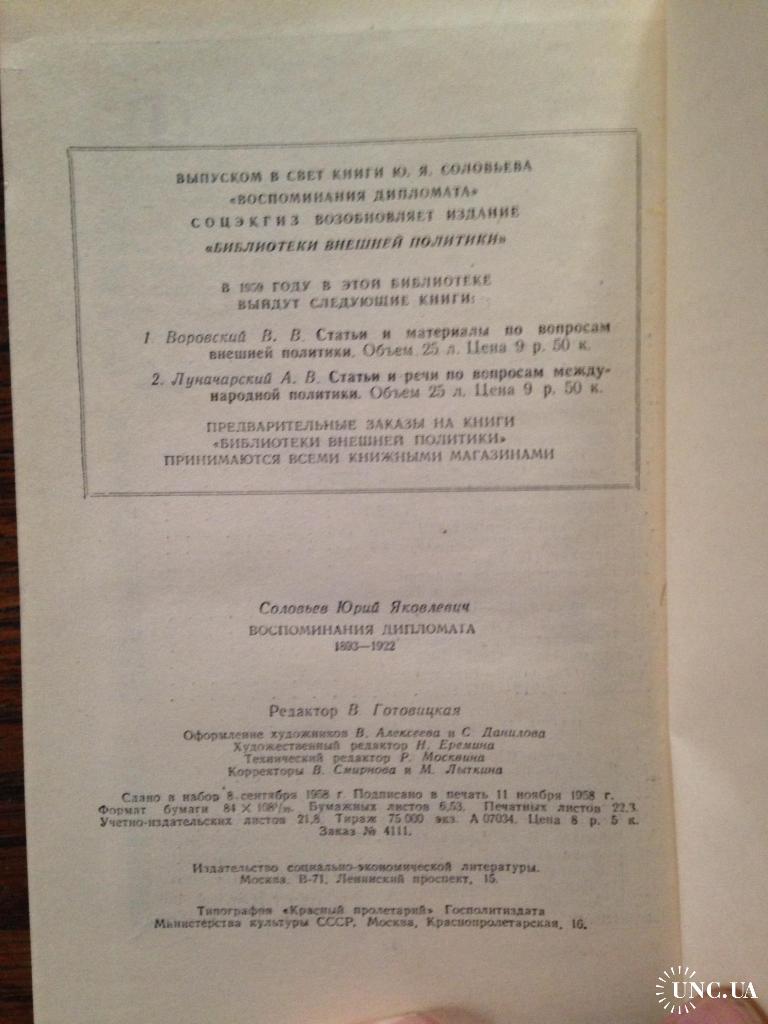 ВЫПУСКОМ В СВЕТ КНИГИ Ю. Я. СОЛОВЬЕВА
«ВОСПОМИНАНИЯ ДИПЛОМАТА»
СОЦЭКГИЗ ВОЗОБНОВЛЯЕТ ИЗДАНИЕ
«БИБЛИОТЕКИ ВНЕШНЕЙ ПОЛИТИКИ»
В 1959 ГОДУ В ЭТОЙ БИБЛИОТЕКЕ
ВЫЙДУТ СЛЕДУЮЩИЕ КНИГИ:
1 Воровский В. В. Статьи и материалы по вопросам
внешней политики. Объем 25 л. Цена 9 р. 50 к.
2. Луначарский А. В. Статьи и речи по вопросам между-
народной политики. Объем 25 л. Цена 9 р. 50 к.
ПРЕДВАРИТЕЛЬНЫЕ ЗАКАЗЫ НА КНИГИ
«БИБЛИОТЕКИ ВНЕШНЕЙ ПОЛИТИКИ»
ПРИНИМАЮТСЯ ВСЕМИ КНИЖНЫМИ МАГАЗИНАМИ
Соловьев Юрий Яковлевич
ВОСПОМИНАНИЯ ДИПЛОМАТА
1893—1922
Редактор В. Готовицкая
Оформление художников В. Алексеева и С. Данилова
Художественный редактор Н. Еремина
Технический редактор Р. Москвина
Корректоры В. Смирнова и М. Лыткина
Сдано в набор 8 сентября 1958 г. Подписано в печать 11 ноября 1958 г.
Формат бумаги 84 × 108¹/₃₂. Бумажных листов 6,53. Печатных листов 22,3.
Учетно-издательских листов 21,8. Тираж 75 000 экз. А 07034. Цена 8 р. 5 к.
Заказ № 4111.
Издательство социально-экономической литературы.
Москва, В-71, Ленинский проспект, 15.
Типография «Красный пролетарий» Госполитиздата
Министерства культуры СССР. Москва, Краснопролетарская, 16.
UNC.UA